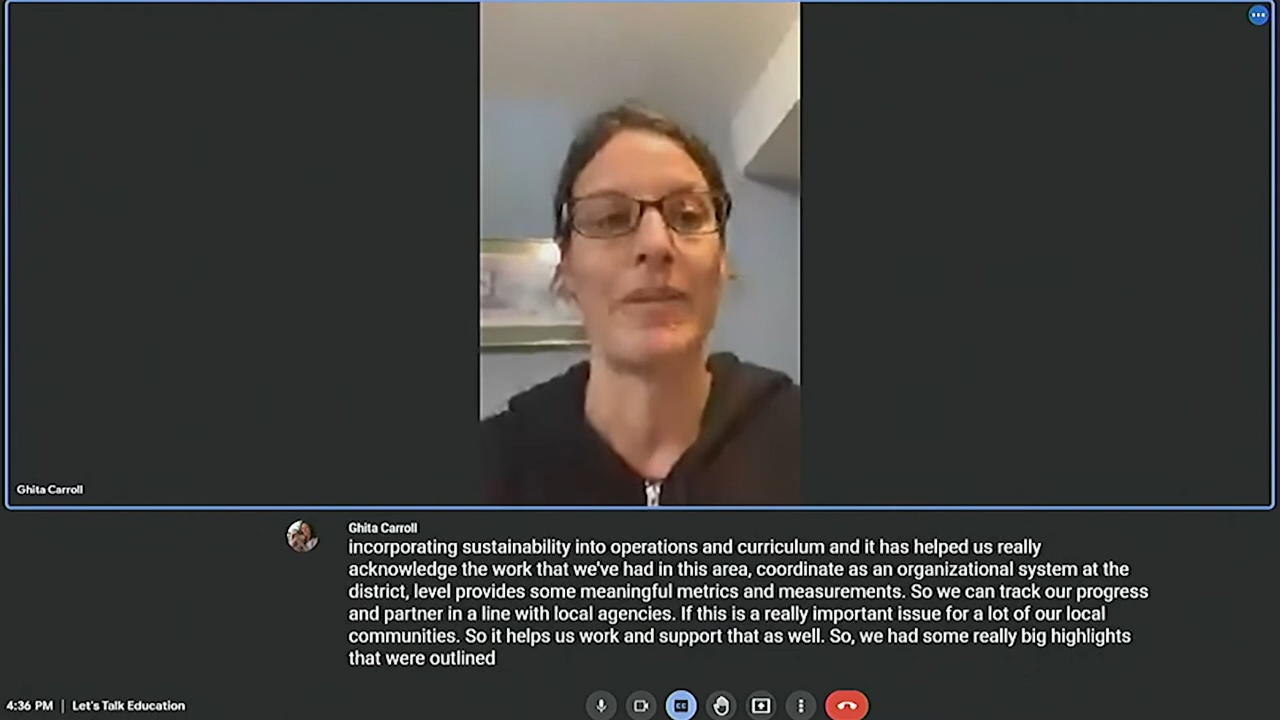 Ghita Carroll
Ghita Carroll
incorporating sustainability into operations and curriculum and it has helped us really
acknowledge the work that we've had in this area, coordinate as an organizational system at the
district, level provides some meaningful metrics and measurements. So we can track our progress
and partner in a line with local agencies. If this is a really important issue for a lot of our local
communities. So it helps us work and support that as well. So, we had some really big highlights
that were outlined
4:36 PM | Let's Talk Education
CC